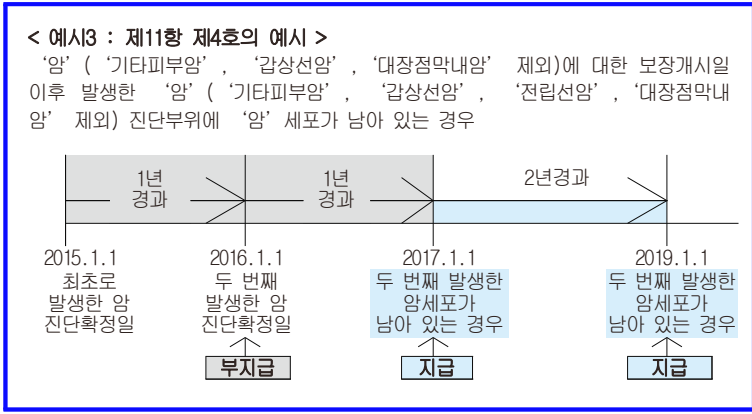 < 예시3 : 제11항 제4호의 예시 >
‘암’ ( ‘기타피부암’ , ‘갑상선암’ , ‘대장점막내암’ 제외)에 대한 보장개시일
이후 발생한 ‘암’ ( ‘기타피부암’ , ‘갑상선암’ , ‘전립선암’ , ‘대장점막내
암’ 제외) 진단부위에 ‘암’ 세포가 남아 있는 경우
1년
경과
1년
경과
2년경과
2015.1.1
최초로
발생한 암
진단확정일
2016.1.1
두 번째
발생한 암
진단확정일
부지급
2017.1.1
두 번째 발생한
암세포가
남아 있는 경우
지급
2019.1.1
두 번째 발생한
암세포가
남아 있는 경우
지급